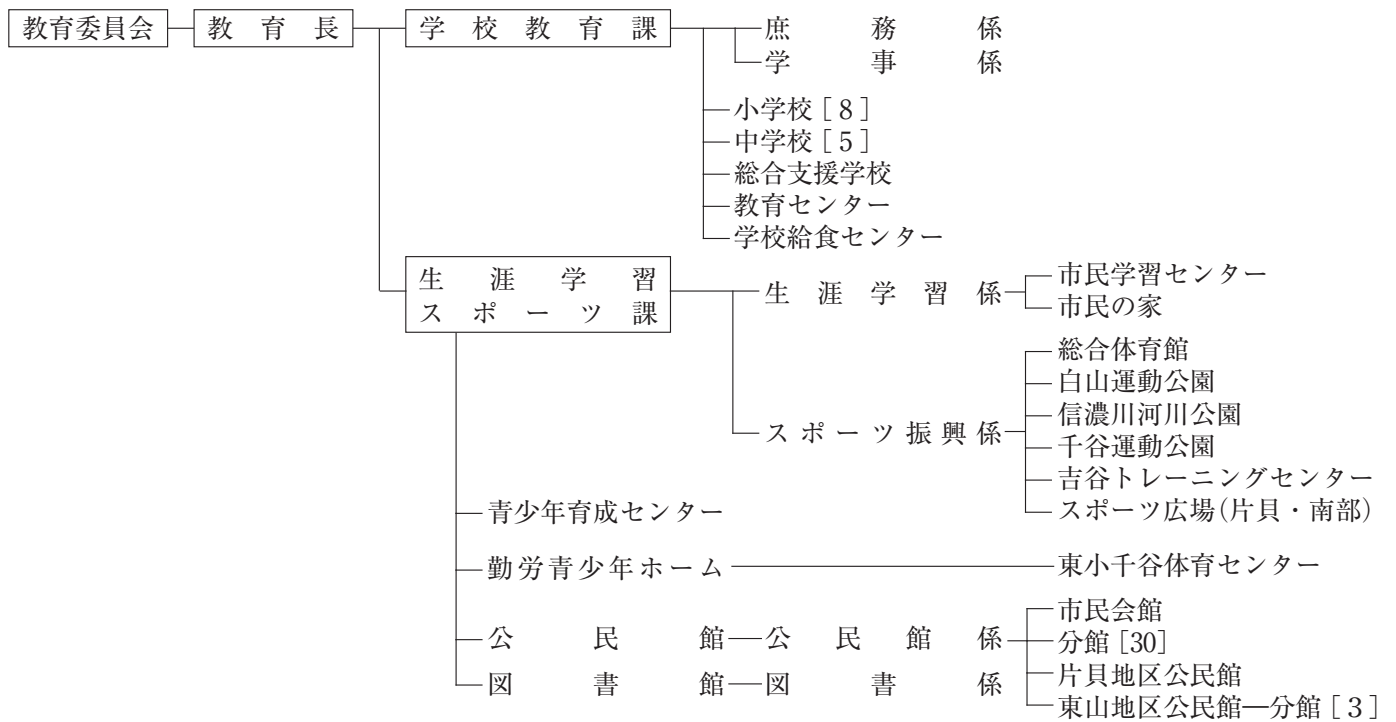 教育委員会 教育長 学校教育課 庶務係
学事係
小学校［8］
中学校［5］
総合支援学校
教育センター
学校給食センター
生涯学習
スポーツ課
生涯学習係
市民学習センター
市民の家
スポーツ振興係
総合体育館
白山運動公園
信濃川河川公園
千谷運動公園
吉谷トレーニングセンター
スポーツ広場（片貝・南部）
青少年育成センター
勤労青少年ホーム 東小千谷体育センター
公民館 公民館係
市民会館
分館［30］
片貝地区公民館
東山地区公民館 分館［3］
図書館 図書係